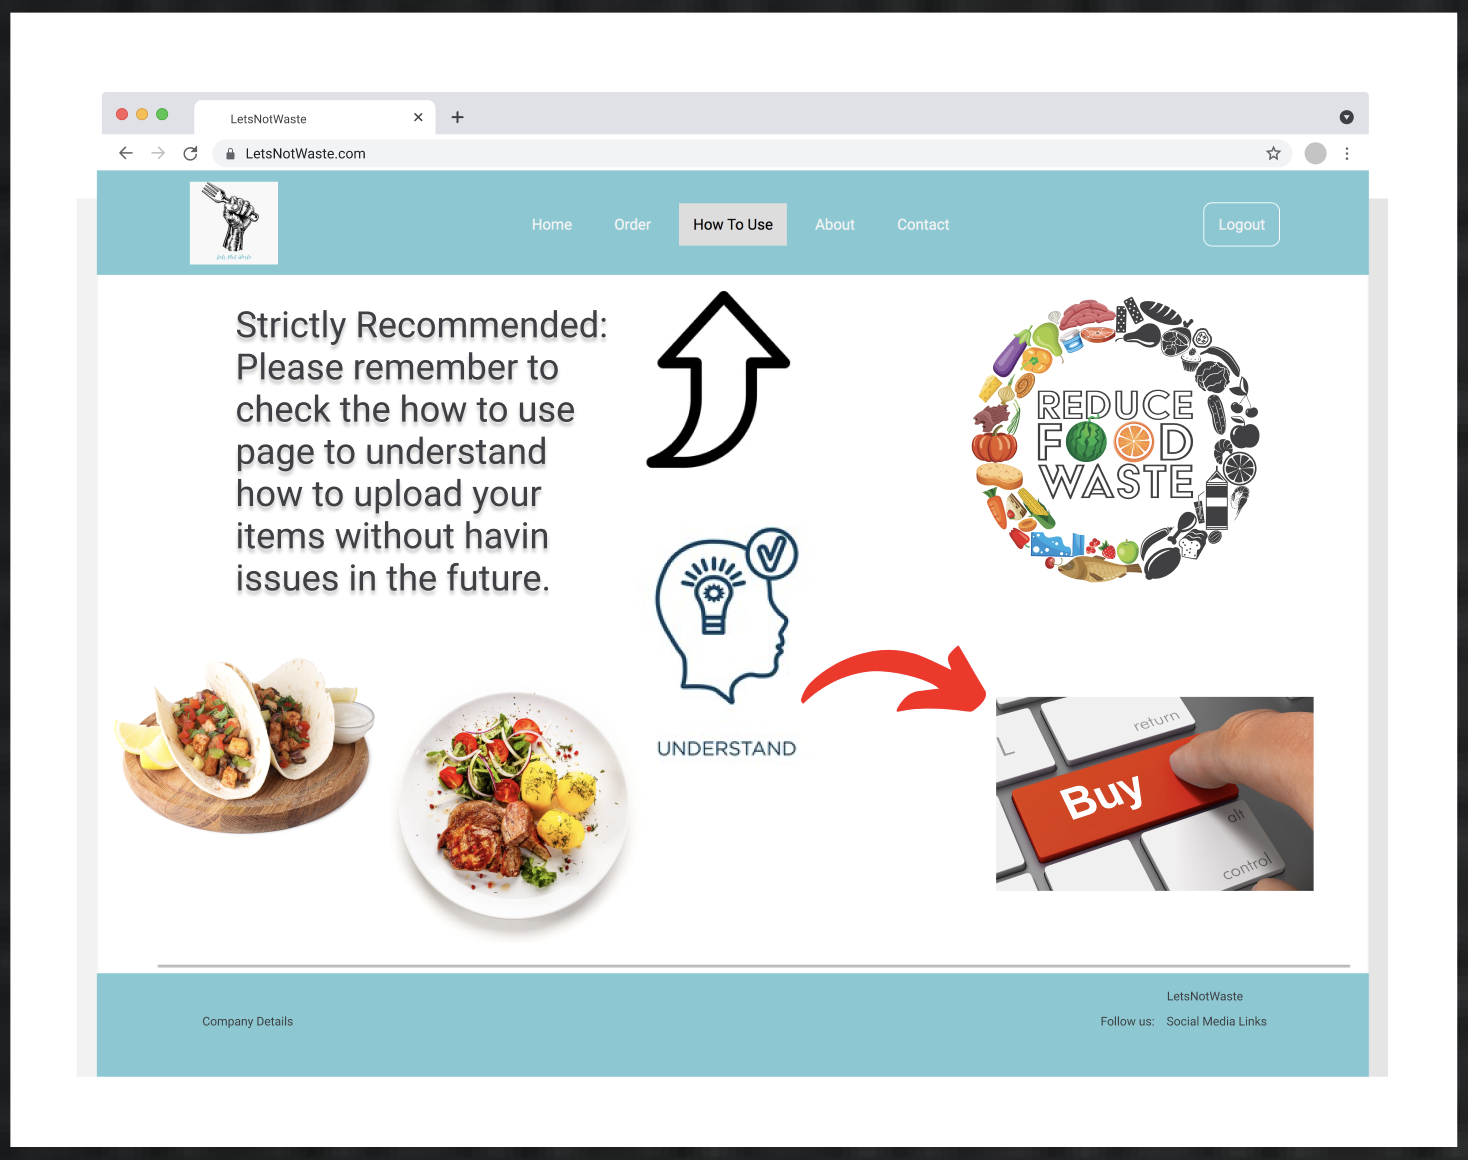 LetsNotWaste
LetsNotWaste.com
Home Order How To Use About Contact Logout
Strictly Recommended:
Please remember to
check the how to use
page to understand
how to upload your
items without havin
issues in the future.
REDUCE
FOOD
WASTE
UNDERSTAND
return
L
Buy
alt
control
LetsNotWaste
Company Details
Follow us: Social Media Links